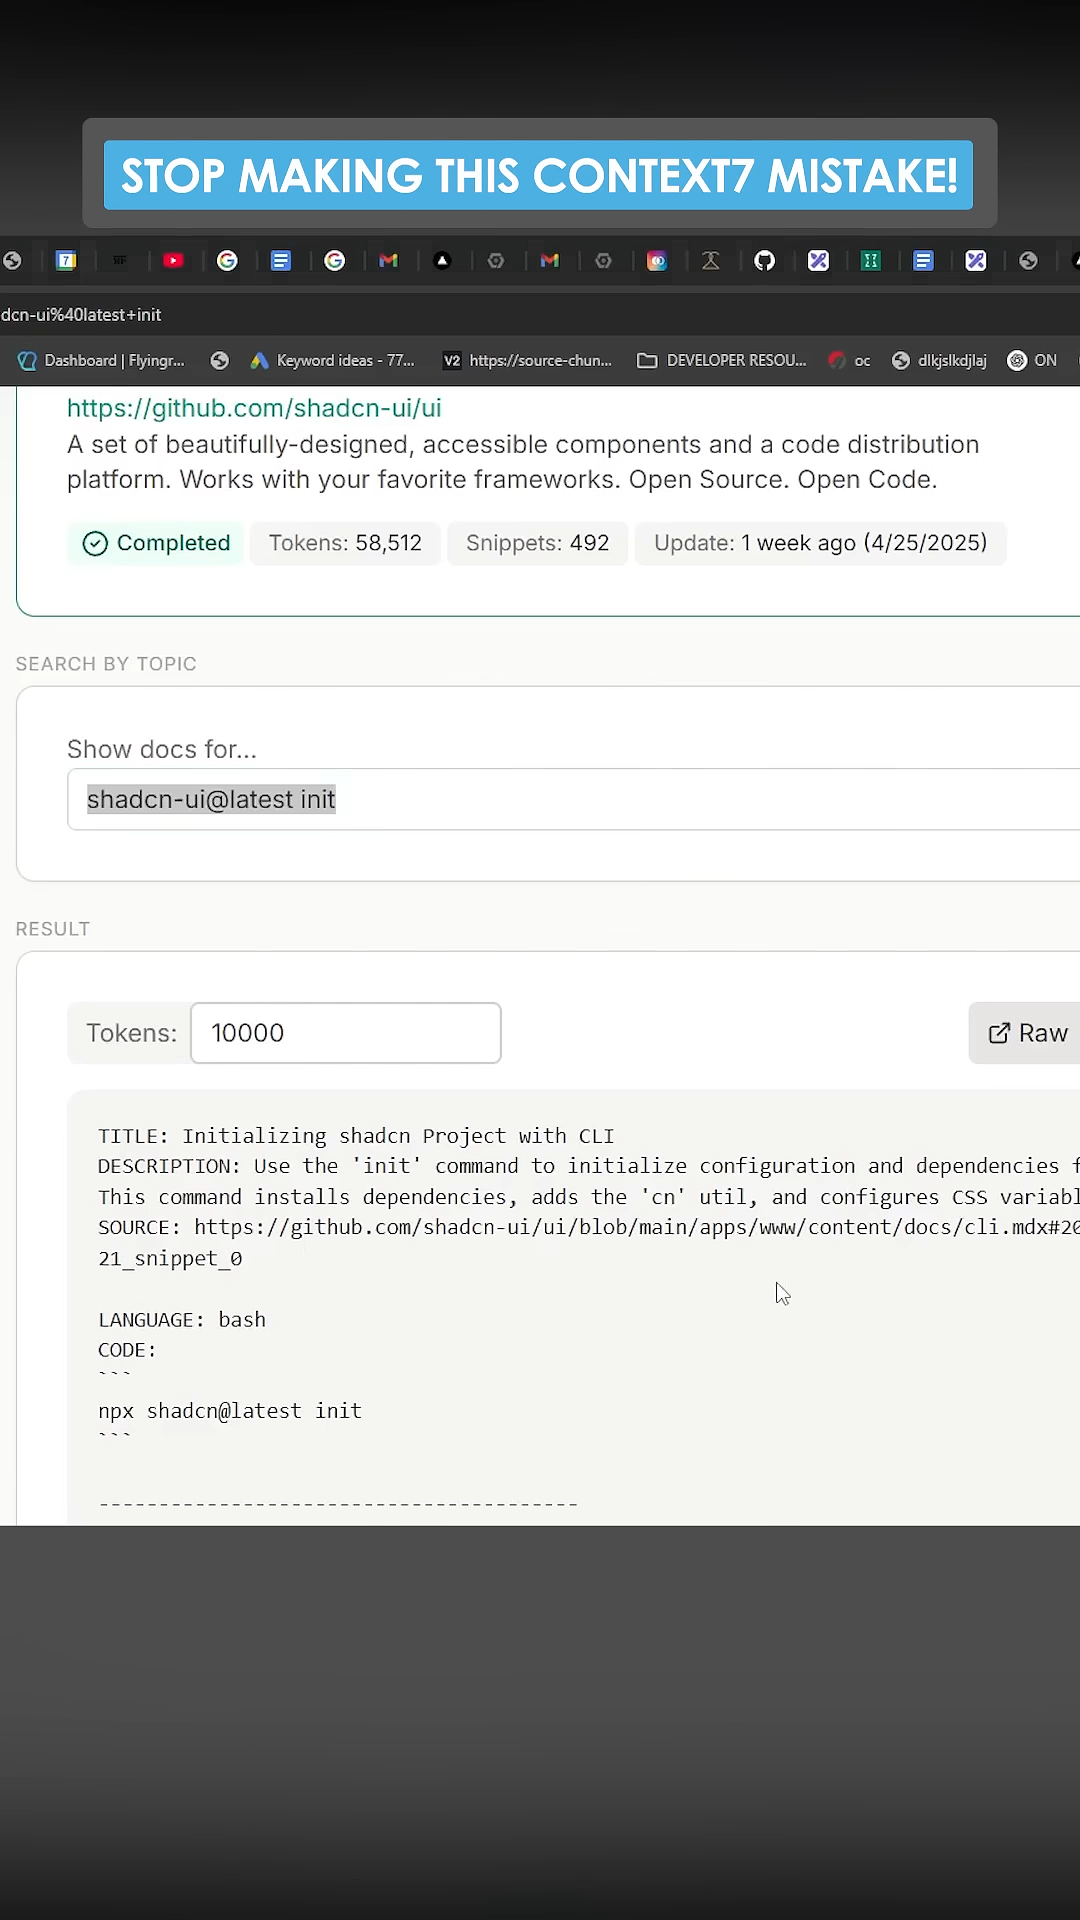 STOP MAKING THIS CONTEXT7 MISTAKE!
7
dcn-ui%40latest+init
Dashboard | Flyingr...
Keyword ideas - 77...
V2 https://source-chun...
DEVELOPER RESOU...
oc
dlkjslkdjlaj
ON
https://github.com/shadcn-ui/ui
A set of beautifully-designed, accessible components and a code distribution
platform. Works with your favorite frameworks. Open Source. Open Code.
Completed
Tokens: 58,512
Snippets: 492
Update: 1 week ago (4/25/2025)
SEARCH BY TOPIC
Show docs for...
shadcn-ui@latest init
RESULT
Tokens: 10000
Raw
TITLE: Initializing shadcn Project with CLI
DESCRIPTION: Use the 'init' command to initialize configuration and dependencies f
This command installs dependencies, adds the 'cn' util, and configures CSS variabl
SOURCE: https://github.com/shadcn-ui/ui/blob/main/apps/www/content/docs/cli.mdx#20
21_snippet_0
LANGUAGE: bash
CODE:
```
npx shadcn@latest init
```
----------------------------------------